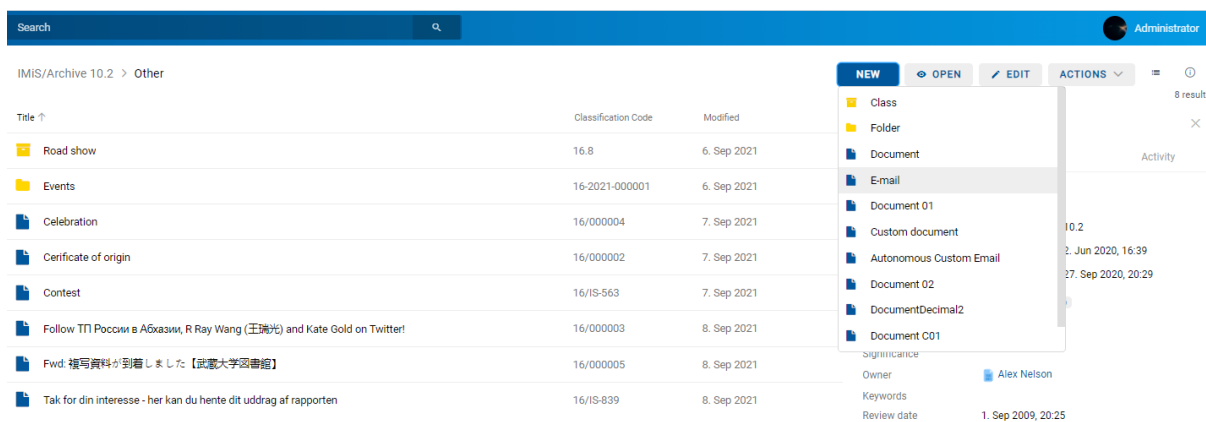 Search
Administrator
IMiS/Archive 10.2 > Other
NEW
OPEN
EDIT
ACTIONS
8 result
Title ↑ Classification Code Modified
Activity
Road show 16.8 6. Sep 2021
Events 16-2021-000001 6. Sep 2021
Celebration 16/000004 7. Sep 2021
Cerificate of origin 16/000002 7. Sep 2021
Contest 16/IS-563 7. Sep 2021
Follow ТП России в Абхазии, R Ray Wang (王瑞光) and Kate Gold on Twitter! 16/000003 8. Sep 2021
Fwd: 複写資料が到着しました【武蔵大学図書館】 16/000005 8. Sep 2021
Tak for din interesse - her kan du hente dit uddrag af rapporten 16/IS-839 8. Sep 2021
Class
Folder
Document
E-mail
Document 01
Custom document
Autonomous Custom Email
Document 02
DocumentDecimal2
Document C01
10.2
2. Jun 2020, 16:39
27. Sep 2020, 20:29
Significance
Owner Alex Nelson
Keywords
Review date 1. Sep 2009, 20:25